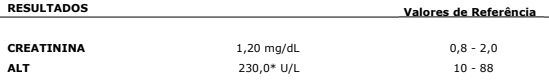 RESULTADOS Valores de Referência
CREATININA 1,20 mg/dL 0,8 - 2,0
ALT 230,0* U/L 10 - 88